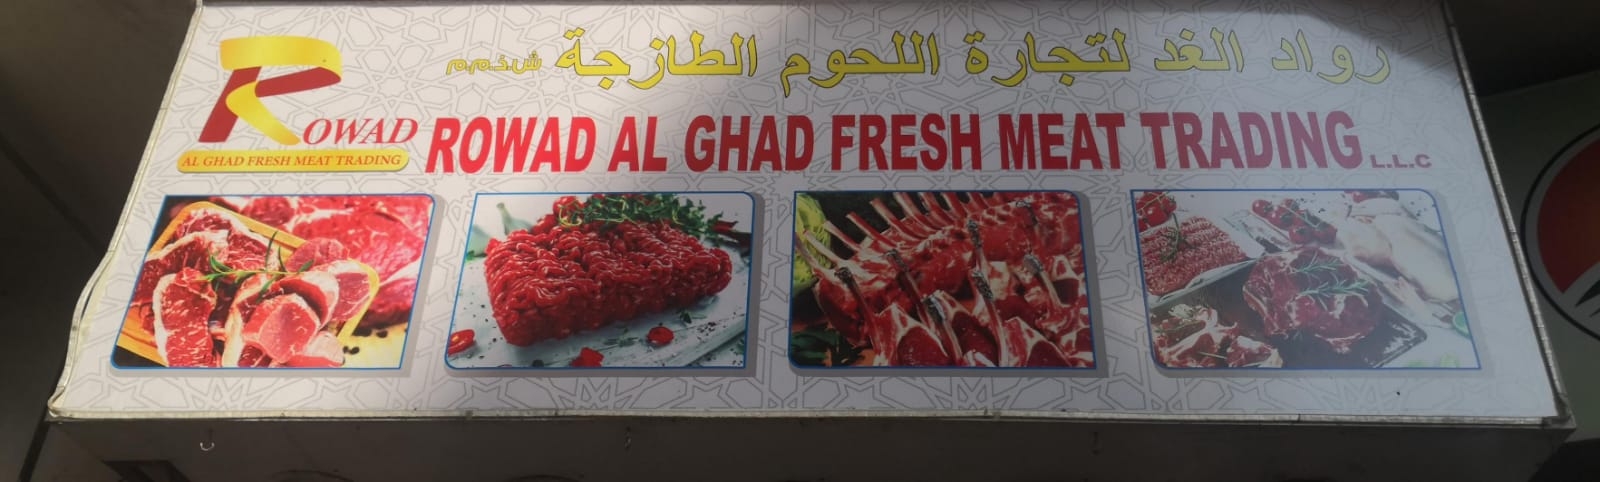 رواد الغد لتجارة اللحوم الطازجة ش.ذ.م.م
ROWAD
AL GHAD FRESH MEAT TRADING
ROWAD AL GHAD FRESH MEAT TRADING L.L.C